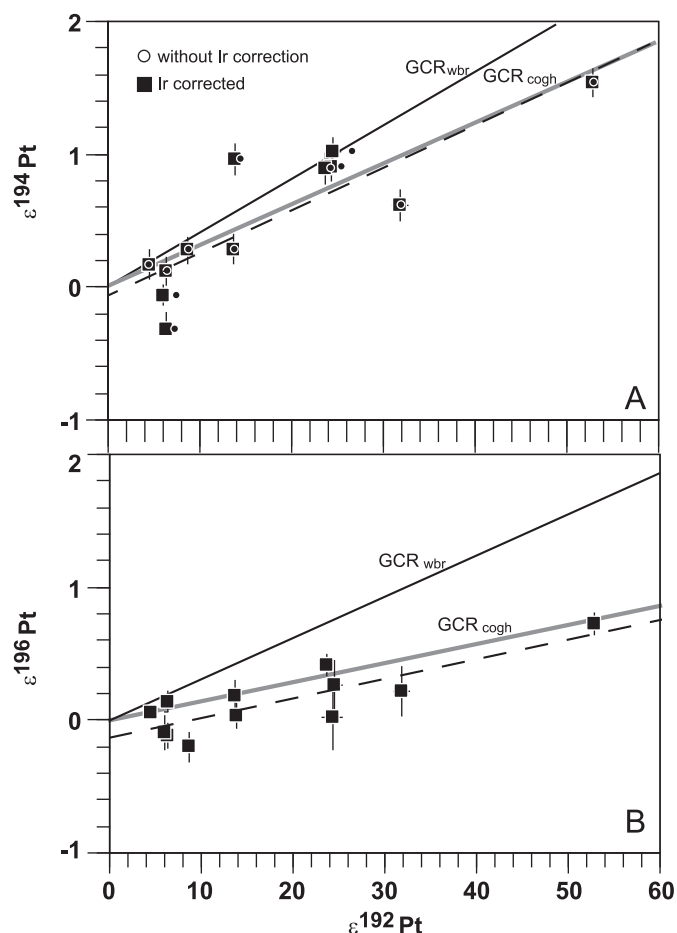 2
without Ir correction
Ir corrected
GCRwbr
GCRcogh
1
ε194Pt
0
-1
A
2
GCR wbr
GCRcogh
1
ε196Pt
0
-1
B
0 10 20 30 40 50 60
ε192Pt